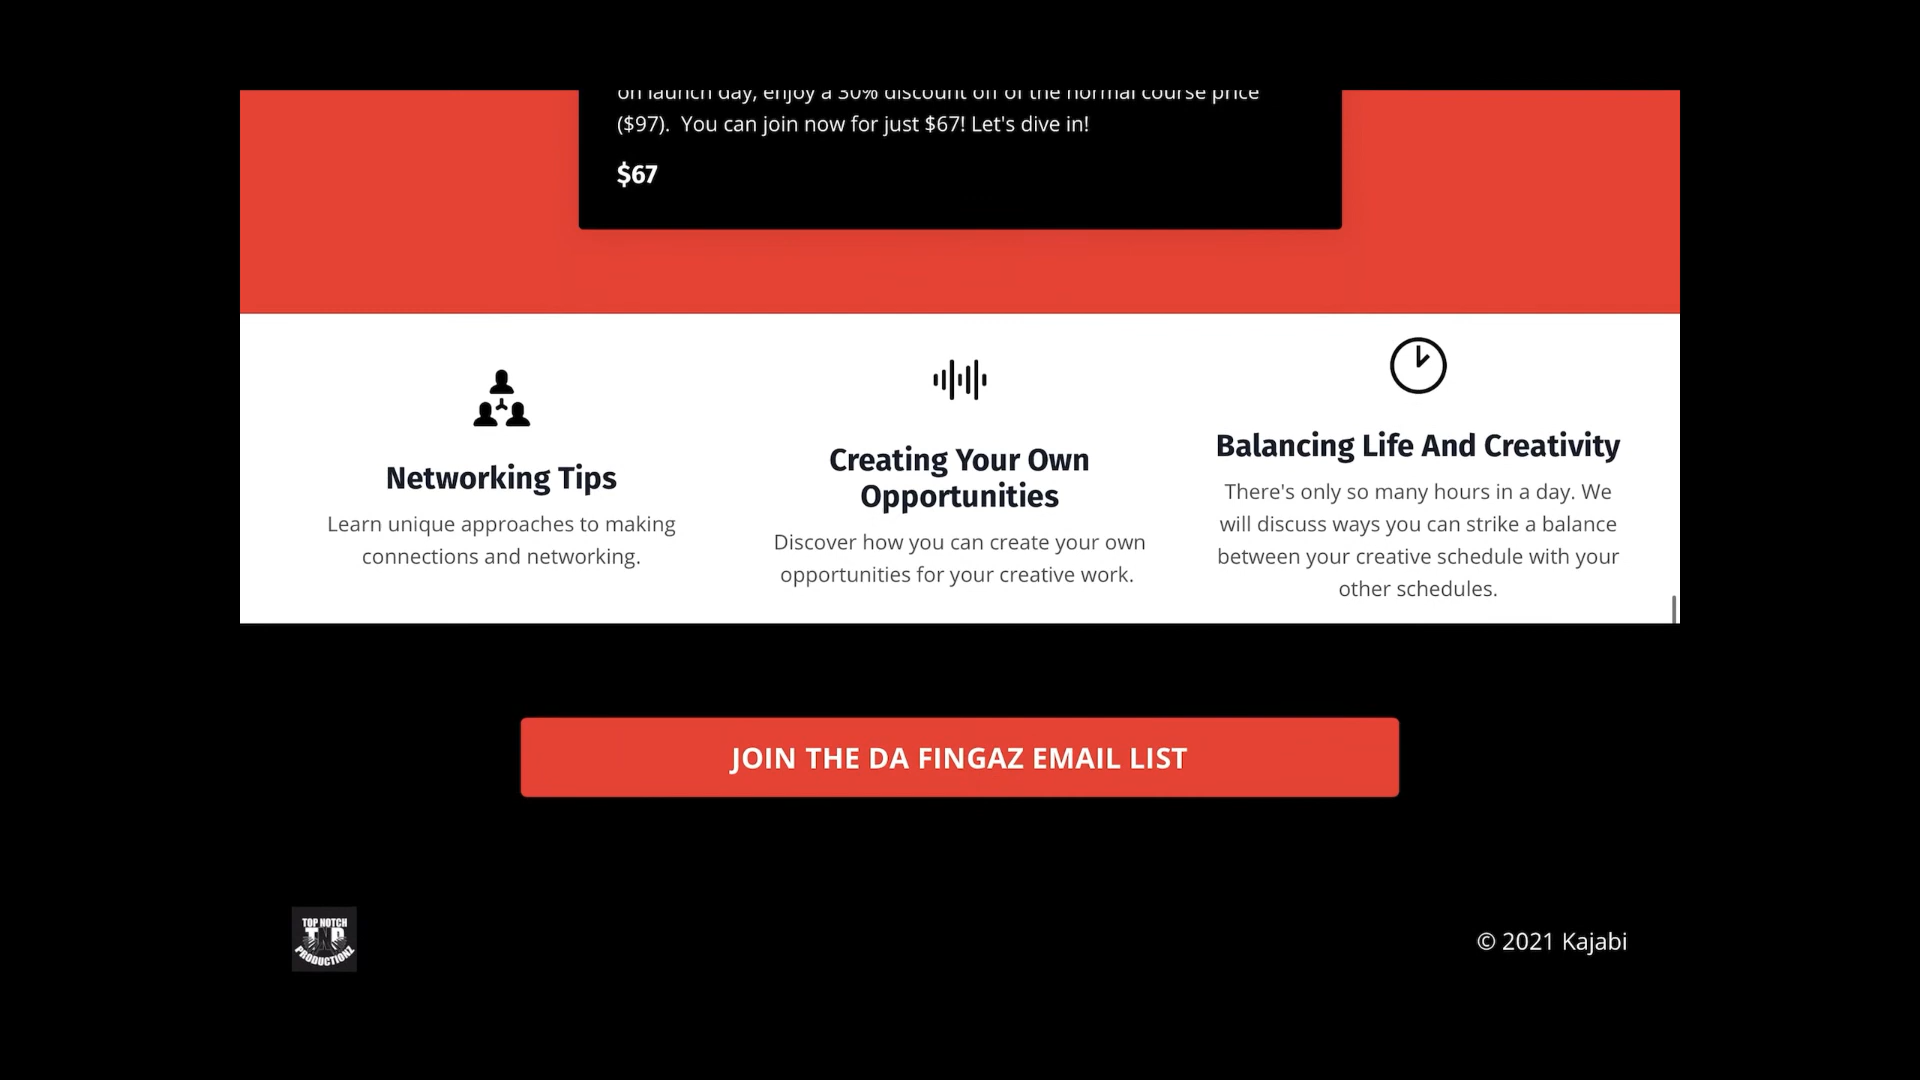 on launch day, enjoy a 30% discount off of the normal course price
($97).  You can join now for just $67! Let's dive in!
$67
Networking Tips
Learn unique approaches to making
connections and networking.
Creating Your Own
Opportunities
Discover how you can create your own
opportunities for your creative work.
Balancing Life And Creativity
There's only so many hours in a day. We
will discuss ways you can strike a balance
between your creative schedule with your
other schedules.
JOIN THE DA FINGAZ EMAIL LIST
TOP NOTCH
TNP
PRODUCTIONZ
© 2021 Kajabi